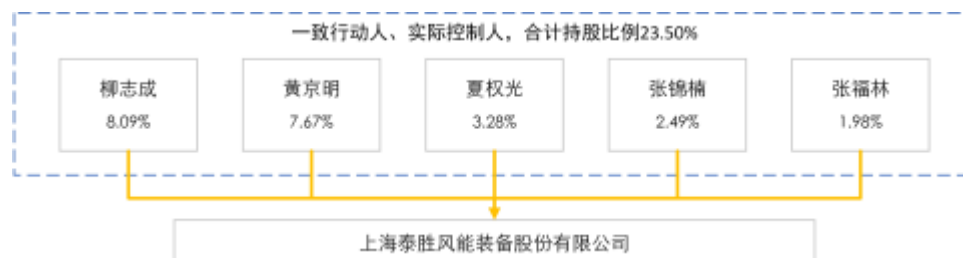 一致行动人、实际控制人，合计持股比例23.50%
柳志成 黄京明 夏权光 张锦楠 张福林
8.09% 7.67% 3.28% 2.49% 1.98%
上海泰胜风能装备股份有限公司